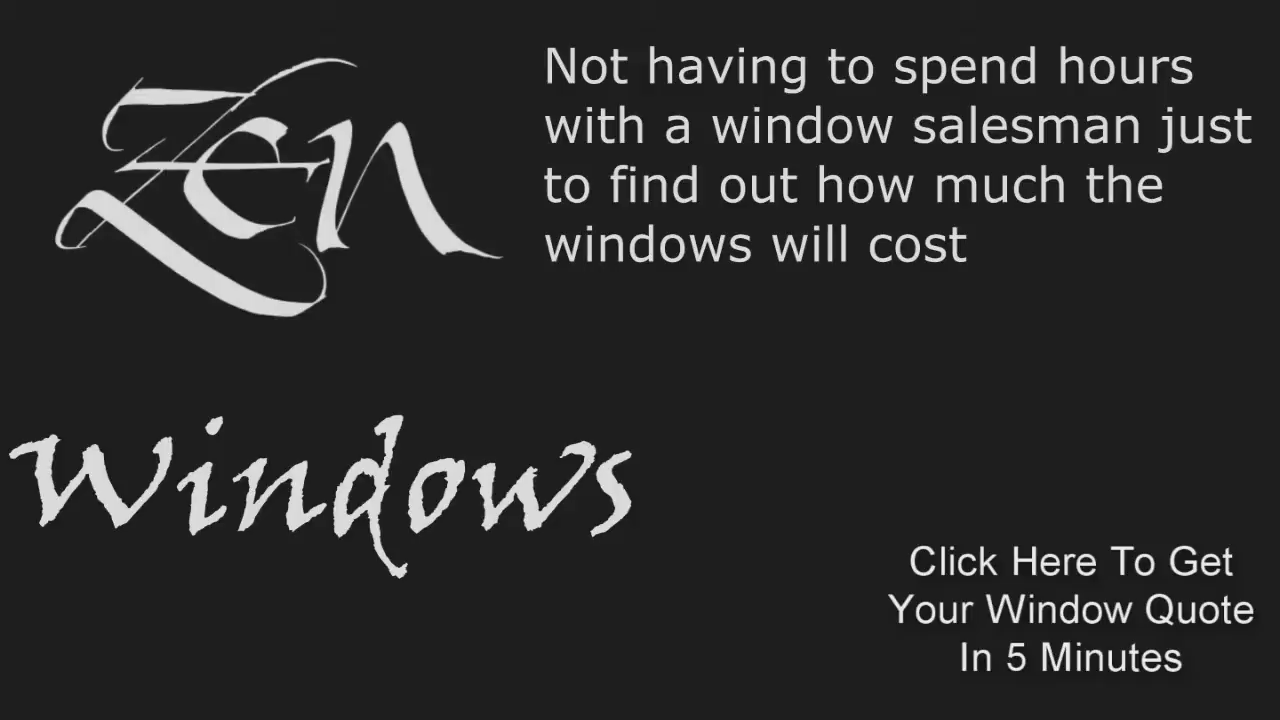 Zen
Not having to spend hours
with a window salesman just
to find out how much the
windows will cost
Windows
Click Here To Get
Your Window Quote
In 5 Minutes